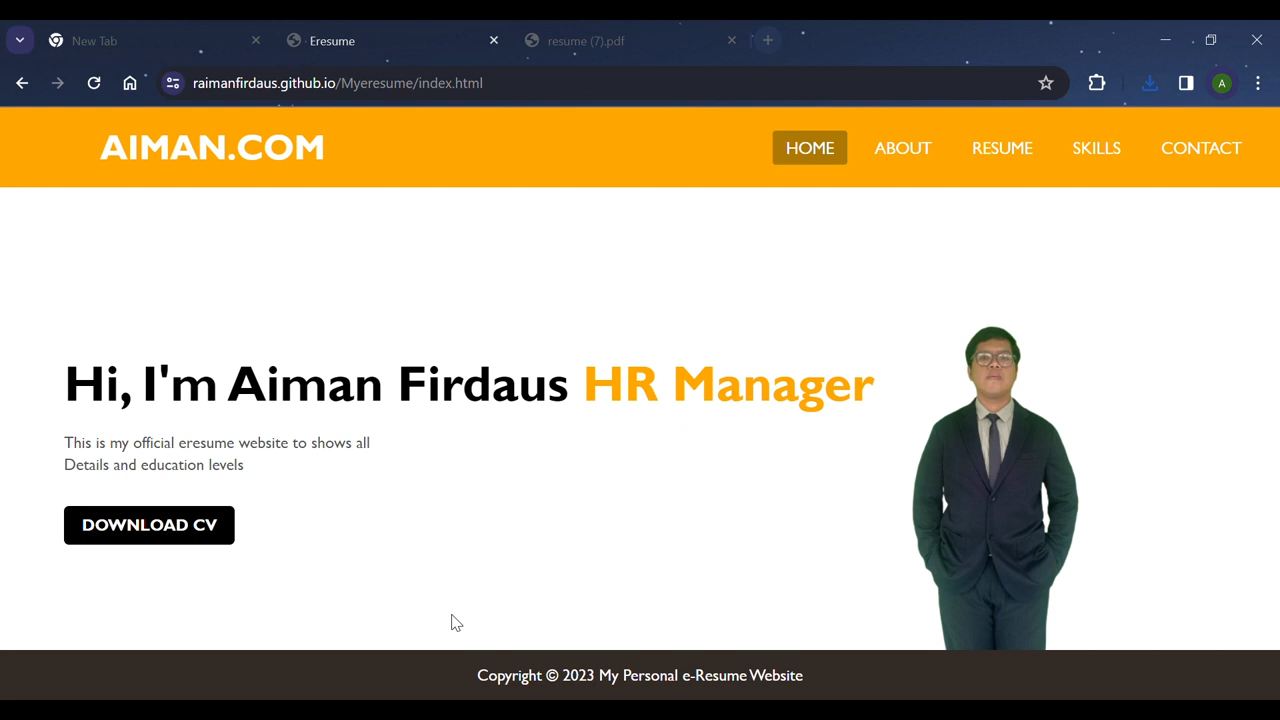 New Tab
Eresume
resume (7).pdf
raimanfirdaus.github.io/Myeresume/index.html
A
AIMAN.COM
HOME
ABOUT
RESUME
SKILLS
CONTACT
Hi, I'm Aiman Firdaus HR Manager
This is my official eresume website to shows all
Details and education levels
DOWNLOAD CV
Copyright © 2023 My Personal e-Resume Website